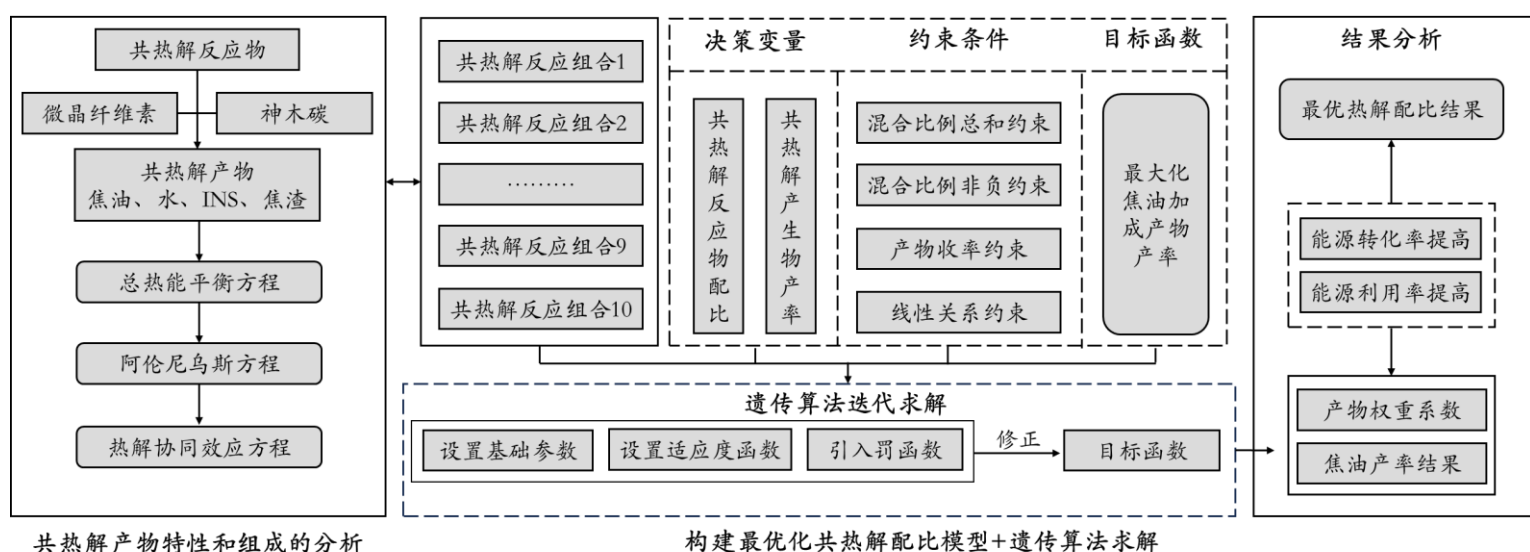 共热解反应物
微晶纤维素
神木碳
共热解产物
焦油、水、INS、焦渣
总热能平衡方程
阿伦尼乌斯方程
热解协同效应方程
共热解产物特性和组成的分析
共热解反应组合1
共热解反应组合2
………
共热解反应组合9
共热解反应组合10
决策变量
约束条件
目标函数
共热解反应物配比
共热解产生物产率
混合比例总和约束
混合比例非负约束
产物收率约束
线性关系约束
最大化
焦油加
成产物
产率
遗传算法迭代求解
设置基础参数
设置适应度函数
引入罚函数
修正
目标函数
构建最优化共热解配比模型+遗传算法求解
结果分析
最优热解配比结果
能源转化率提高
能源利用率提高
产物权重系数
焦油产率结果